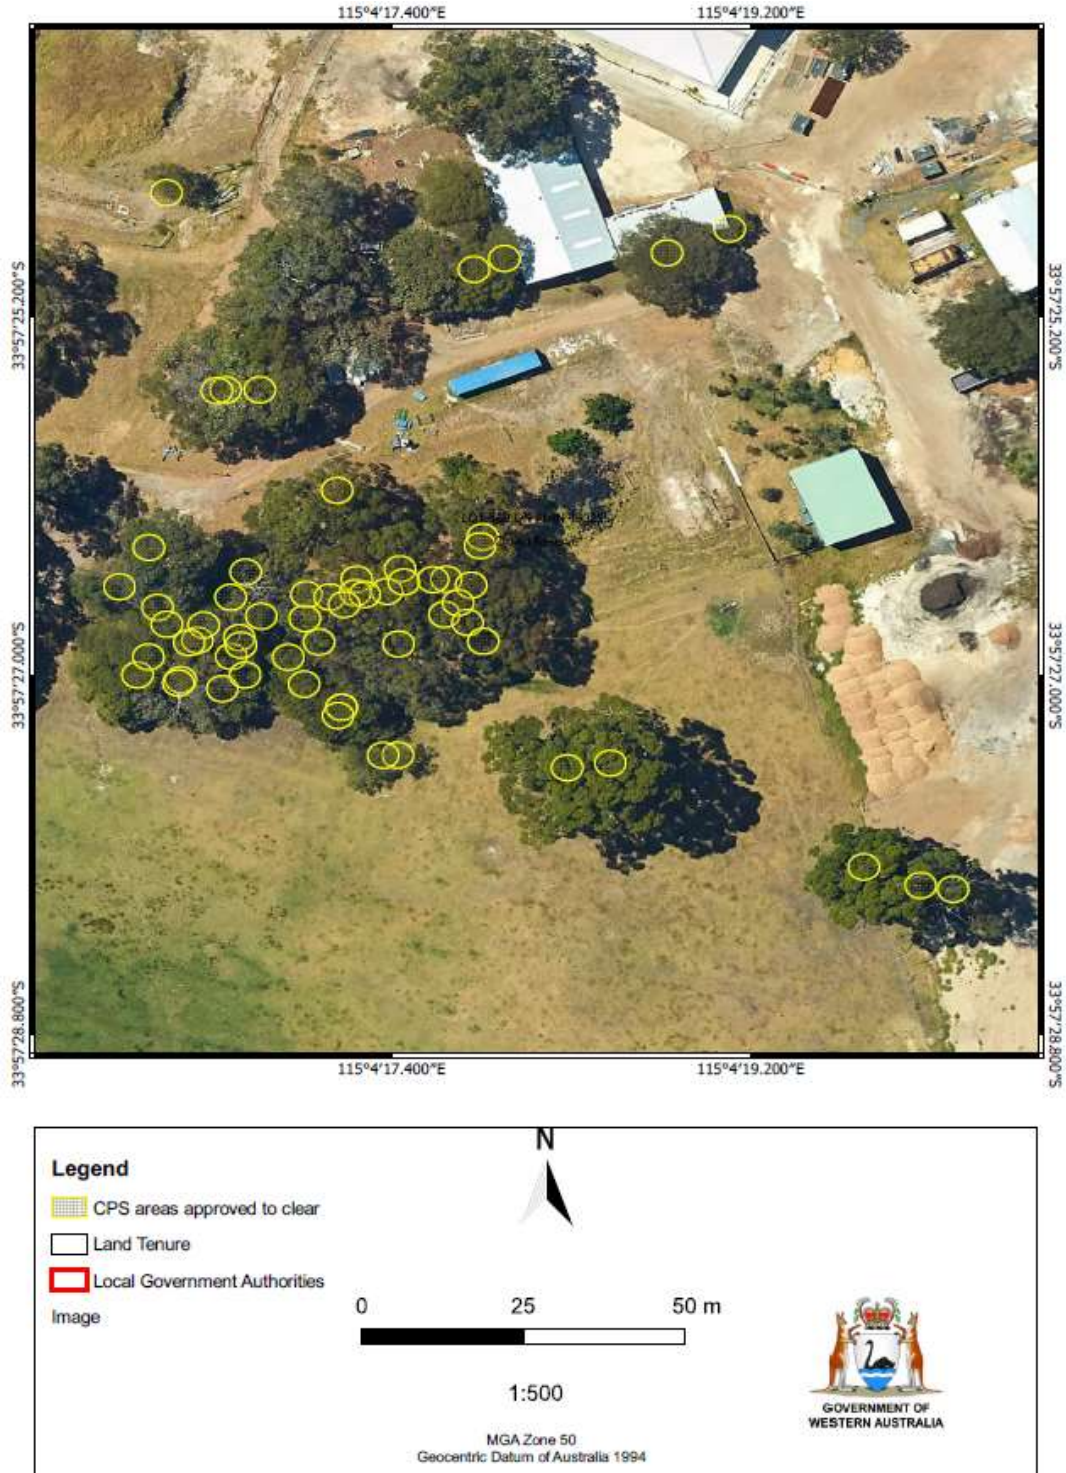 115°4'17.400"E
115°4'19.200"E
33°57'25.200"S
33°57'25.200"S
33°57'27.000"S
33°57'27.000"S
33°57'28.800"S
33°57'28.800"S
115°4'17.400"E
115°4'19.200"E
N
Legend
CPS areas approved to clear
Land Tenure
Local Government Authorities
Image
0 25 50 m
1:500
MGA Zone 50
Geocentric Datum of Australia 1994
GOVERNMENT OF
WESTERN AUSTRALIA